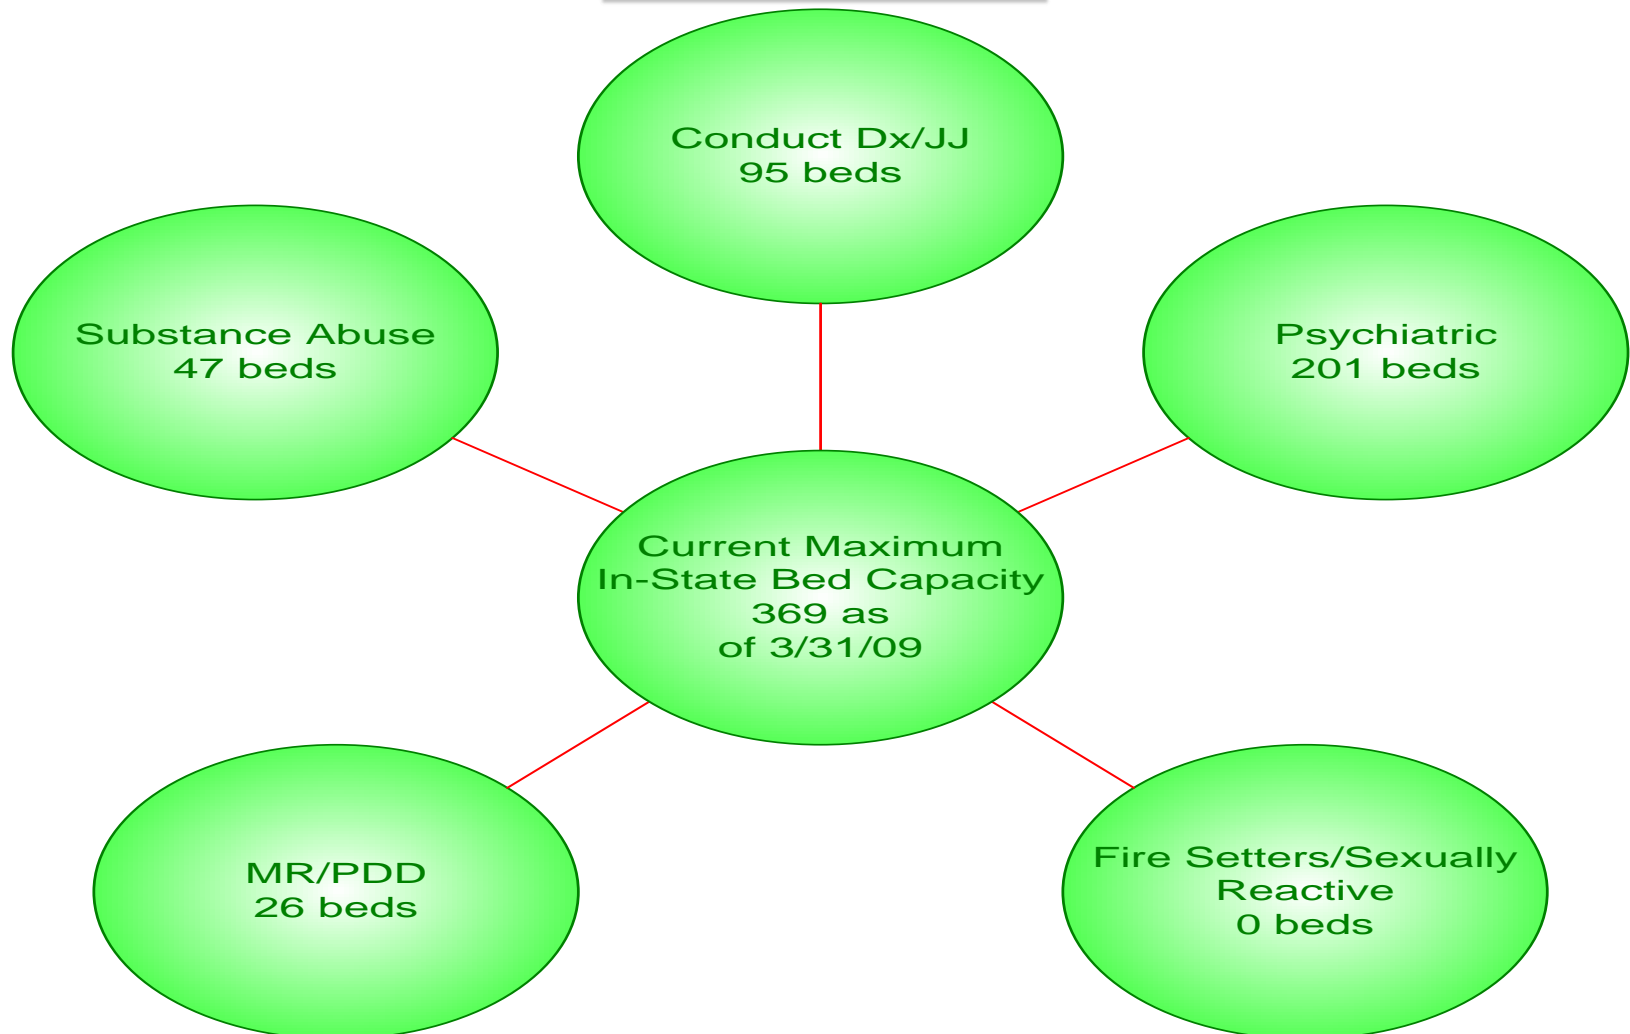 Conduct Dx/JJ
95 beds
Substance Abuse
47 beds
Psychiatric
201 beds
Current Maximum
In-State Bed Capacity
369 as
of 3/31/09
MR/PDD
26 beds
Fire Setters/Sexually
Reactive
0 beds